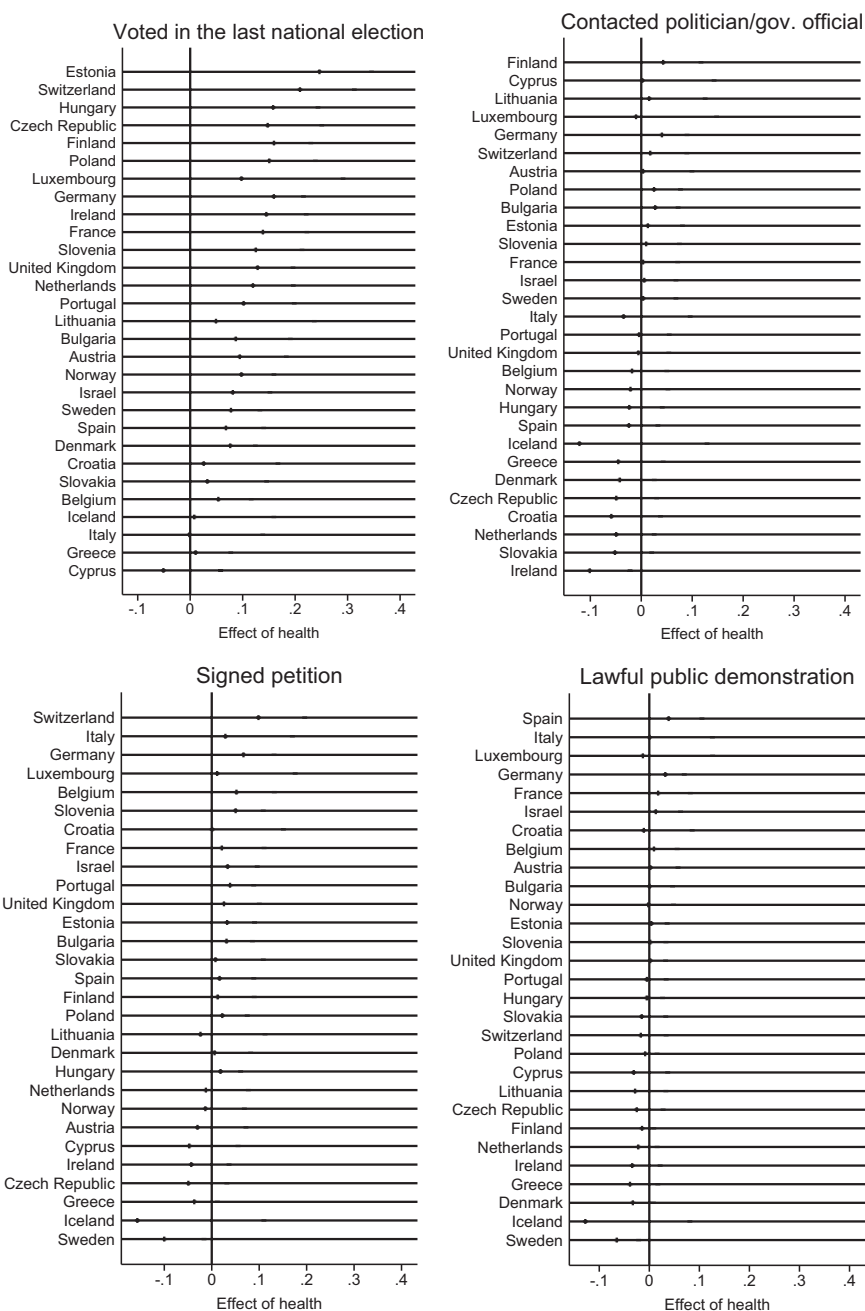 Voted in the last national election
Estonia
Switzerland
Hungary
Czech Republic
Finland
Poland
Luxembourg
Germany
Ireland
France
Slovenia
United Kingdom
Netherlands
Portugal
Lithuania
Bulgaria
Austria
Norway
Israel
Sweden
Spain
Denmark
Croatia
Slovakia
Belgium
Iceland
Italy
Greece
Cyprus
-.1 0 .1 .2 .3 .4
Effect of health
Contacted politician/gov. official
Finland
Cyprus
Lithuania
Luxembourg
Germany
Switzerland
Austria
Poland
Bulgaria
Estonia
Slovenia
France
Israel
Sweden
Italy
Portugal
United Kingdom
Belgium
Norway
Hungary
Spain
Iceland
Greece
Denmark
Czech Republic
Croatia
Netherlands
Slovakia
Ireland
-.1 0 .1 .2 .3 .4
Effect of health
Signed petition
Switzerland
Italy
Germany
Luxembourg
Belgium
Slovenia
Croatia
France
Israel
Portugal
United Kingdom
Estonia
Bulgaria
Slovakia
Spain
Finland
Poland
Lithuania
Denmark
Hungary
Netherlands
Norway
Austria
Cyprus
Ireland
Czech Republic
Greece
Iceland
Sweden
-.1 0 .1 .2 .3 .4
Effect of health
Lawful public demonstration
Spain
Italy
Luxembourg
Germany
France
Israel
Croatia
Belgium
Austria
Bulgaria
Norway
Estonia
Slovenia
United Kingdom
Portugal
Hungary
Slovakia
Switzerland
Poland
Cyprus
Lithuania
Czech Republic
Finland
Netherlands
Ireland
Greece
Denmark
Iceland
Sweden
-.1 0 .1 .2 .3 .4
Effect of health